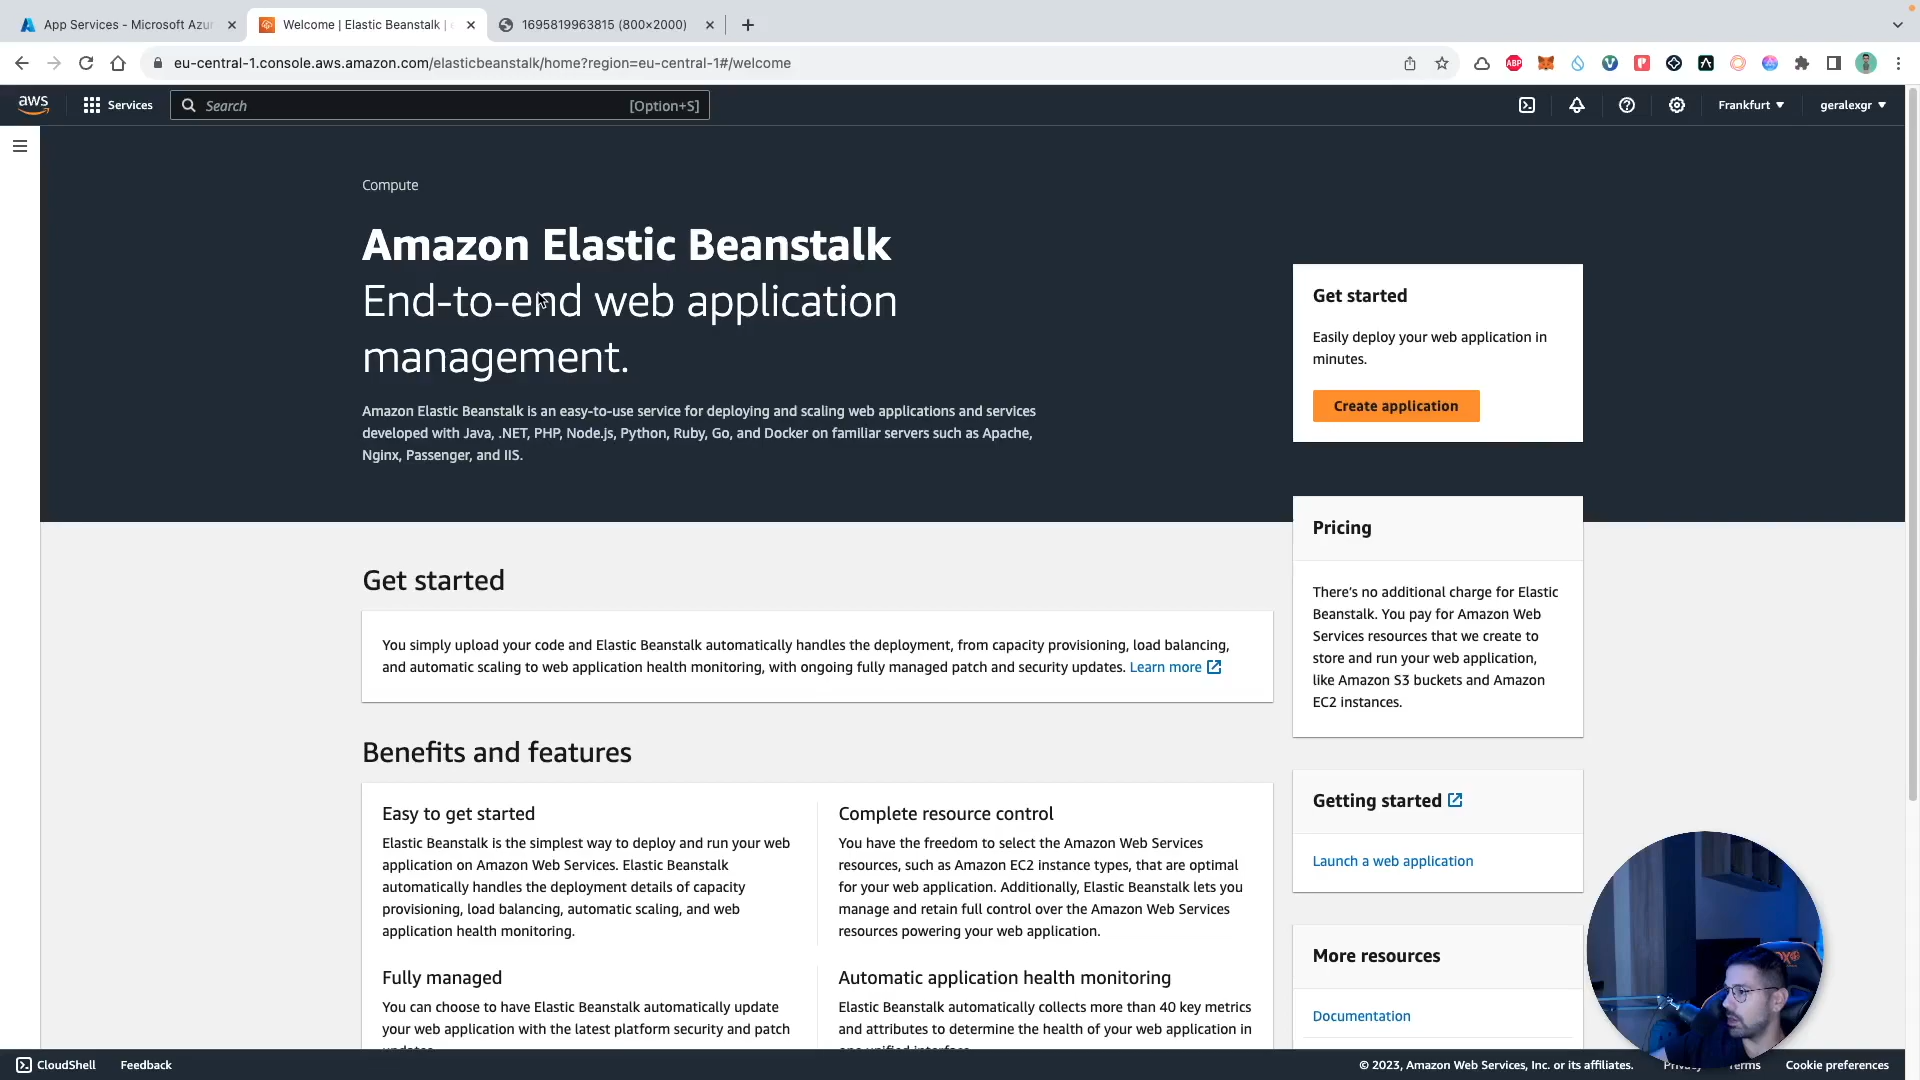 App Services - Microsoft Azu
Welcome | Elastic Beanstalk |
1695819963815 (800×2000)
eu-central-1.console.aws.amazon.com/elasticbeanstalk/home?region=eu-central-1#/welcome
ABP
aws
Services
Search
[Option+S]
Frankfurt
geralexgr
Compute
Amazon Elastic Beanstalk
End-to-end web application
management.
Amazon Elastic Beanstalk is an easy-to-use service for deploying and scaling web applications and services
developed with Java, .NET, PHP, Node.js, Python, Ruby, Go, and Docker on familiar servers such as Apache,
Nginx, Passenger, and IIS.
Get started
Easily deploy your web application in
minutes.
Create application
Pricing
There's no additional charge for Elastic
Beanstalk. You pay for Amazon Web
Services resources that we create to
store and run your web application,
like Amazon S3 buckets and Amazon
EC2 instances.
Get started
You simply upload your code and Elastic Beanstalk automatically handles the deployment, from capacity provisioning, load balancing,
and automatic scaling to web application health monitoring, with ongoing fully managed patch and security updates. Learn more
Benefits and features
Easy to get started
Elastic Beanstalk is the simplest way to deploy and run your web
application on Amazon Web Services. Elastic Beanstalk
automatically handles the deployment details of capacity
provisioning, load balancing, automatic scaling, and web
application health monitoring.
Complete resource control
You have the freedom to select the Amazon Web Services
resources, such as Amazon EC2 instance types, that are optimal
for your web application. Additionally, Elastic Beanstalk lets you
manage and retain full control over the Amazon Web Services
resources powering your web application.
Fully managed
You can choose to have Elastic Beanstalk automatically update
your web application with the latest platform security and patch
Automatic application health monitoring
Elastic Beanstalk automatically collects more than 40 key metrics
and attributes to determine the health of your web application in
Getting started
Launch a web application
More resources
Documentation
CloudShell
Feedback
© 2023, Amazon Web Services, Inc. or its affiliates.
Privacy
Terms
Cookie preferences